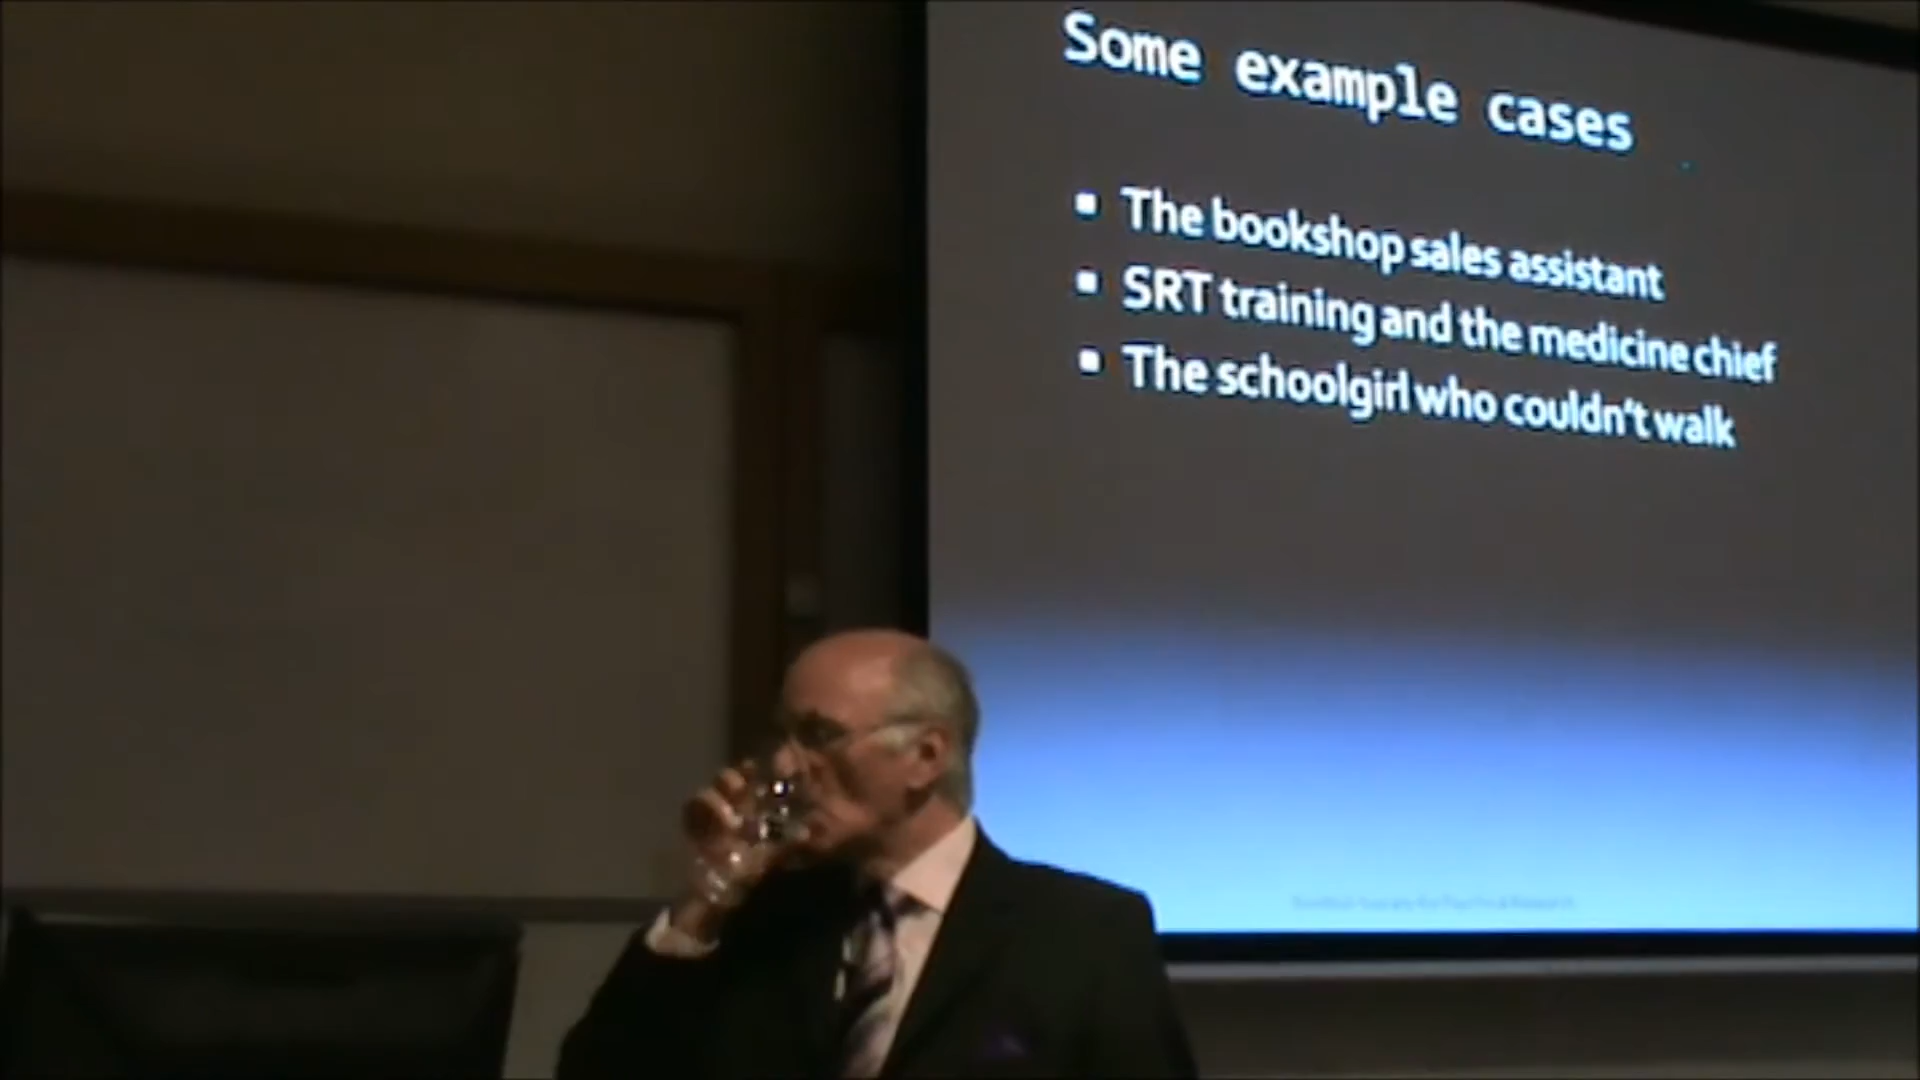 Some example cases
▪ The bookshop sales assistant
▪ SRT training and the medicine chief
▪ The schoolgirl who couldn't walk